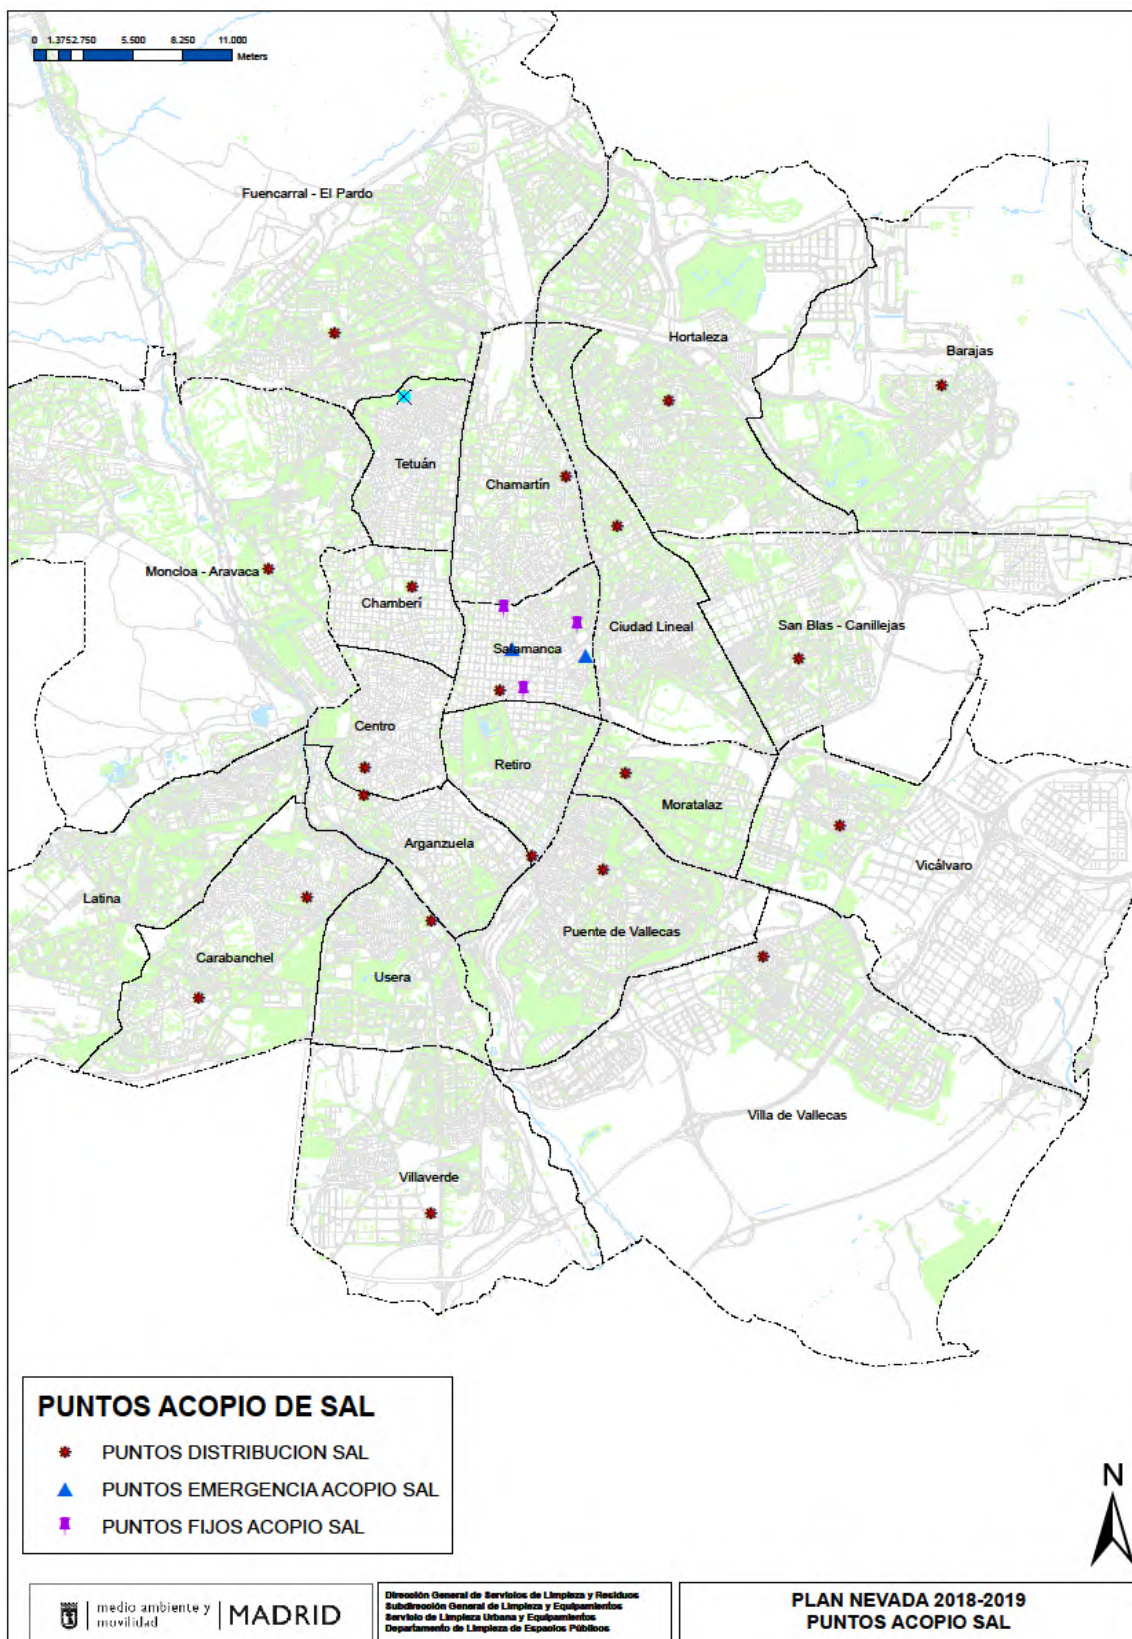 0 1.375 2.750 5.500 8.250 11.000
Meters
Fuencarral - El Pardo
Hortaleza
Barajas
Tetuán
Chamartín
Moncloa - Aravaca
Chamberí
Ciudad Lineal
San Blas - Canillejas
Salamanca
Centro
Retiro
Moratalaz
Arganzuela
Vicálvaro
Latina
Puente de Vallecas
Carabanchel
Usera
Villa de Vallecas
Villaverde
PUNTOS ACOPIO DE SAL
PUNTOS DISTRIBUCION SAL
PUNTOS EMERGENCIA ACOPIO SAL
PUNTOS FIJOS ACOPIO SAL
N
medio ambiente y
movilidad
MADRID
Dirección General de Servicios de Limpieza y Residuos
Subdirección General de Limpieza y Equipamientos
Servicio de Limpieza Urbana y Equipamientos
Departamento de Limpieza de Espacios Públicos
PLAN NEVADA 2018-2019
PUNTOS ACOPIO SAL